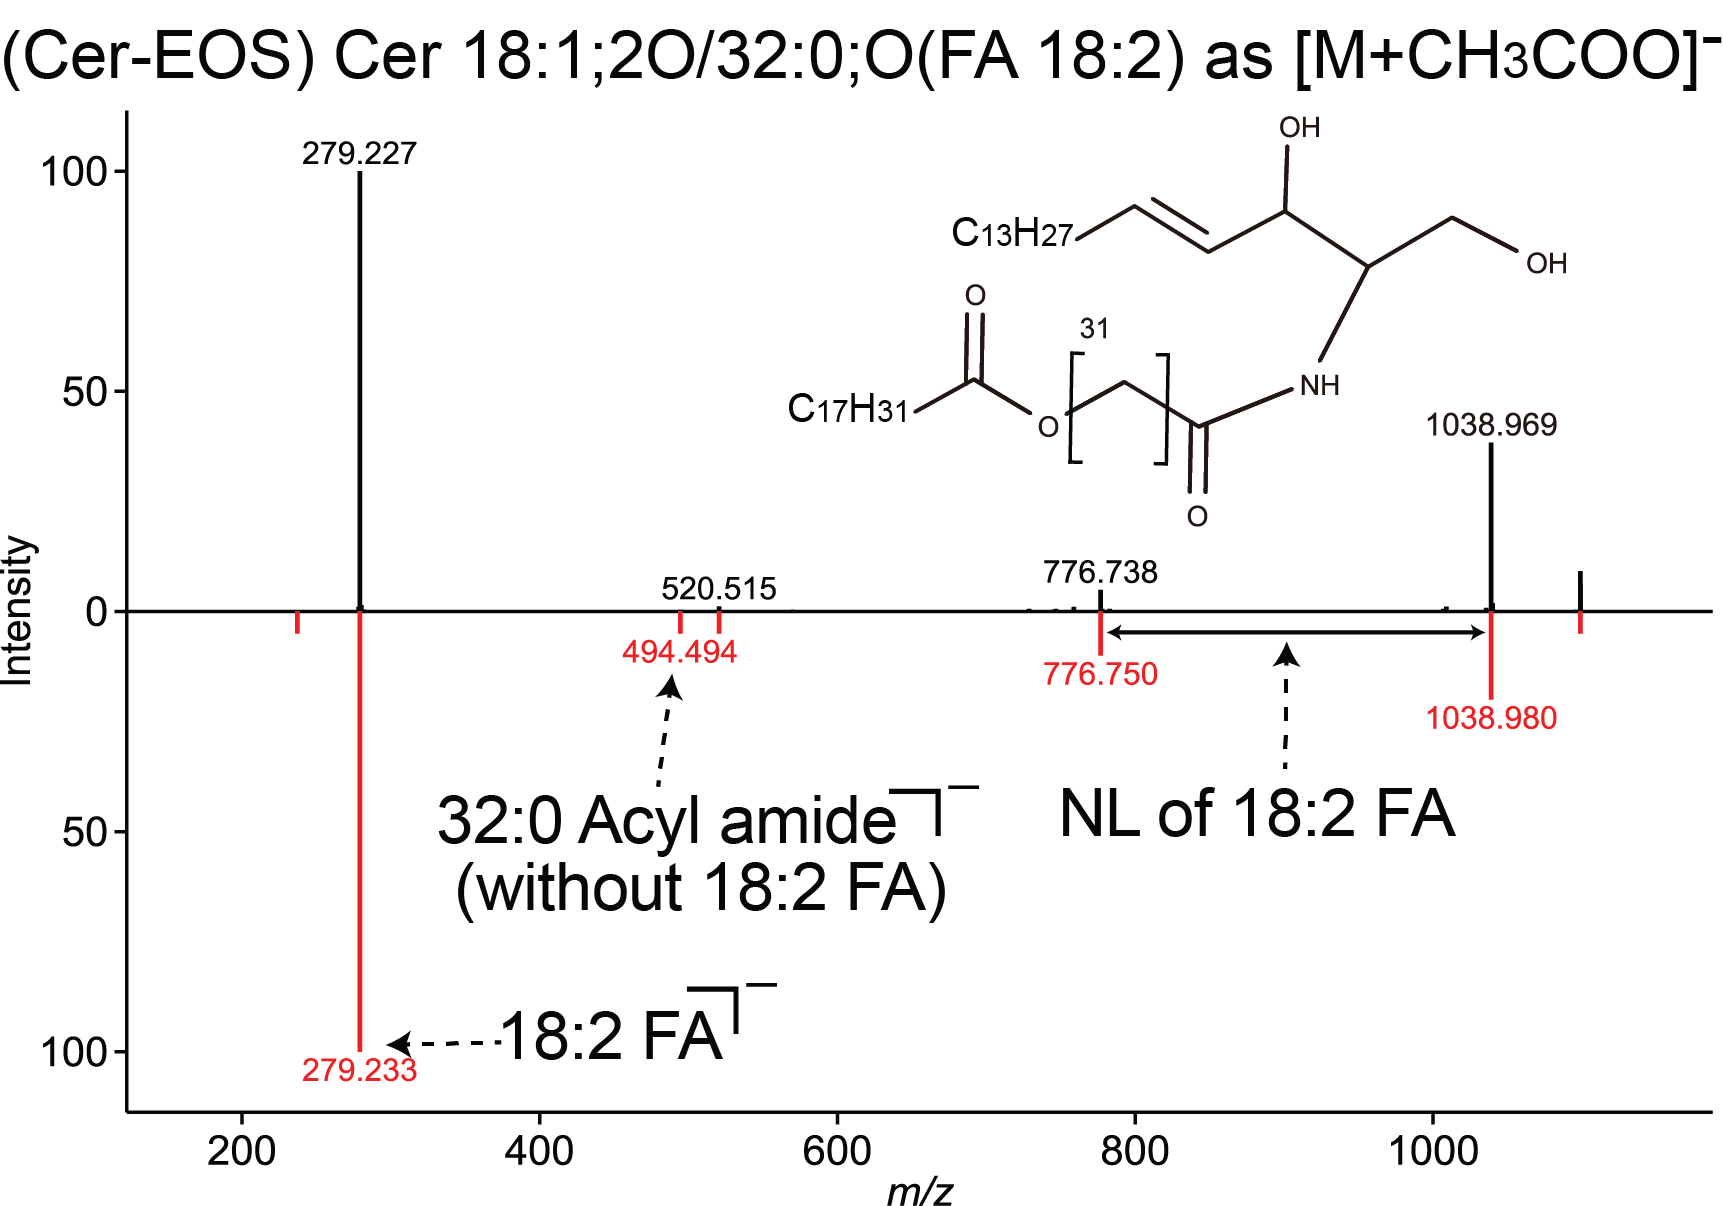 (Cer-EOS) Cer 18:1;2O/32:0;O(FA 18:2) as [M+CH3COO]-
Intensity
100
50
0
50
100
279.227
520.515
776.738
1038.969
OH
C13H27
OH
O
31
NH
C17H31
O
O
494.494
776.750
1038.980
32:0 Acyl amide ‾
(without 18:2 FA)
NL of 18:2 FA
18:2 FA ‾
279.233
200
400
600
800
1000
m/z